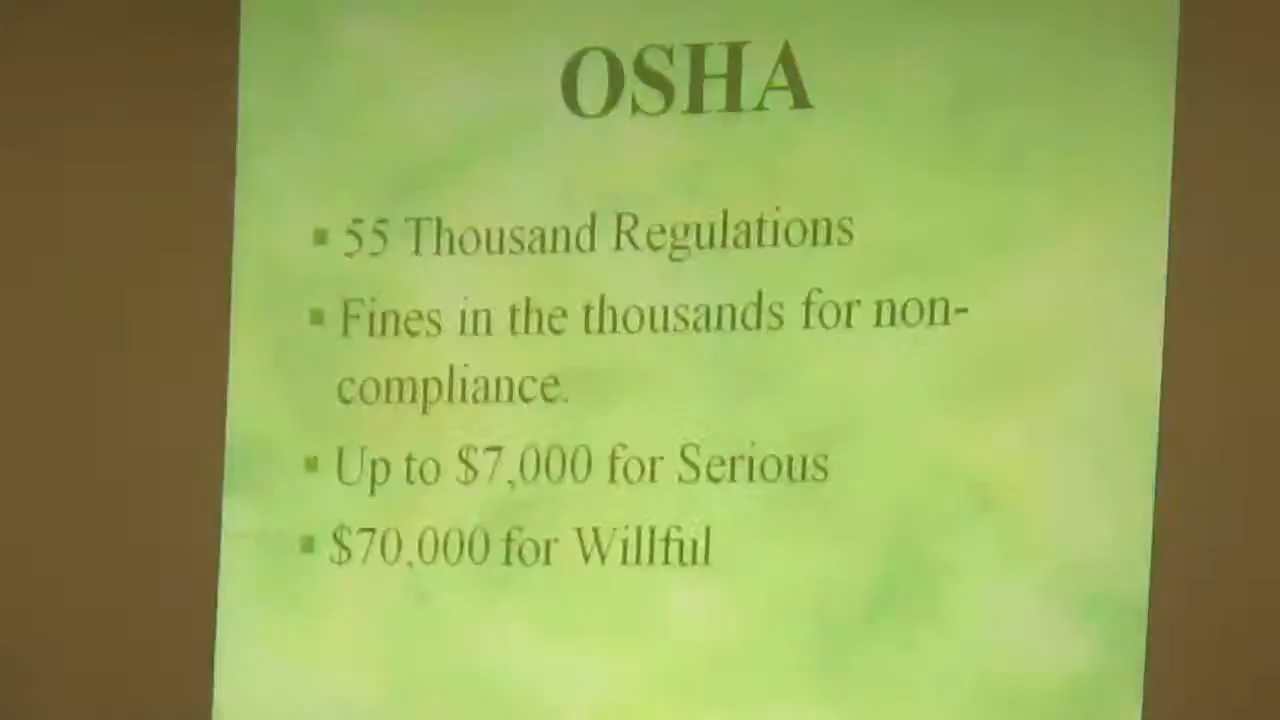 OSHA
▪ 55 Thousand Regulations
▪ Fines in the thousands for non-
compliance.
▪ Up to $7,000 for Serious
▪ $70,000 for Willful